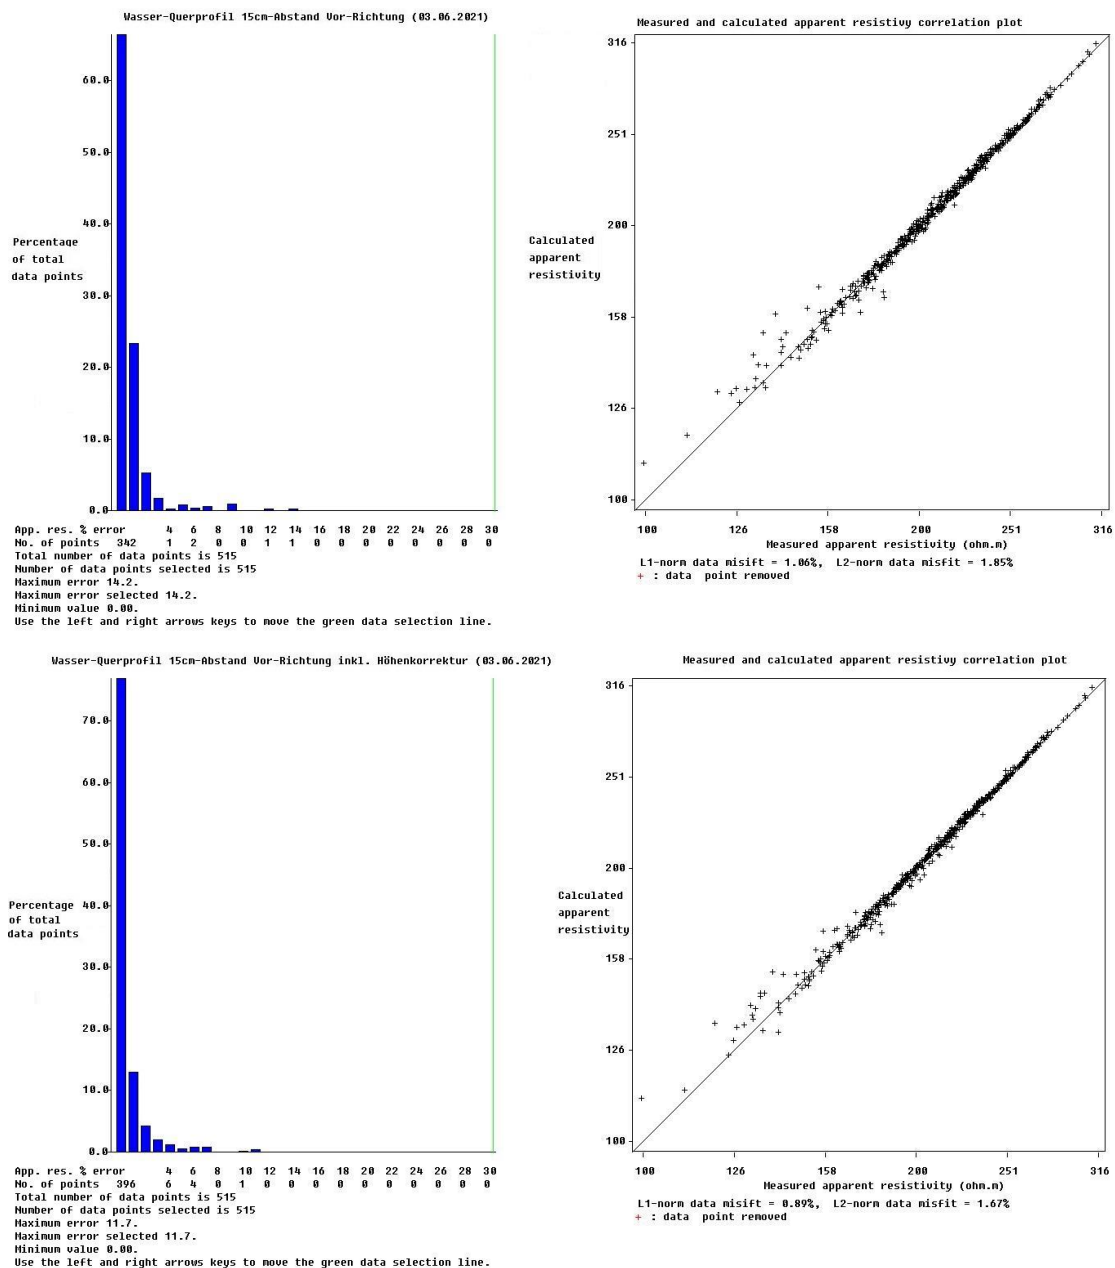 Wasser-Querprofil 15cm-Abstand Vor-Richtung (03.06.2021)
60.0
50.0
40.0
30.0
20.0
10.0
0.0
Percentage
of total
data points
App. res. % error 4 6 8 10 12 14 16 18 20 22 24 26 28 30
No. of points 342 1 2 0 0 1 1 0 0 0 0 0 0 0 0
Total number of data points is 515
Number of data points selected is 515
Maximum error 14.2.
Maximum error selected 14.2.
Minimum value 0.00.
Use the left and right arrows keys to move the green data selection line.
Measured and calculated apparent resistivy correlation plot
316
251
200
158
126
100
Calculated
apparent
resistivity
100 126 158 200 251 316
Measured apparent resistivity (ohm.m)
L1-norm data misift = 1.06%, L2-norm data misfit = 1.85%
+ : data point removed
Wasser-Querprofil 15cm-Abstand Vor-Richtung inkl. Höhenkorrektur (03.06.2021)
70.0
60.0
50.0
40.0
30.0
20.0
10.0
0.0
Percentage
of total
data points
App. res. % error 4 6 8 10 12 14 16 18 20 22 24 26 28 30
No. of points 396 6 4 0 1 0 0 0 0 0 0 0 0 0 0
Total number of data points is 515
Number of data points selected is 515
Maximum error 11.7.
Maximum error selected 11.7.
Minimum value 0.00.
Use the left and right arrows keys to move the green data selection line.
Measured and calculated apparent resistivy correlation plot
316
251
200
158
126
100
Calculated
apparent
resistivity
100 126 158 200 251 316
Measured apparent resistivity (ohm.m)
L1-norm data misift = 0.89%, L2-norm data misfit = 1.67%
+ : data point removed